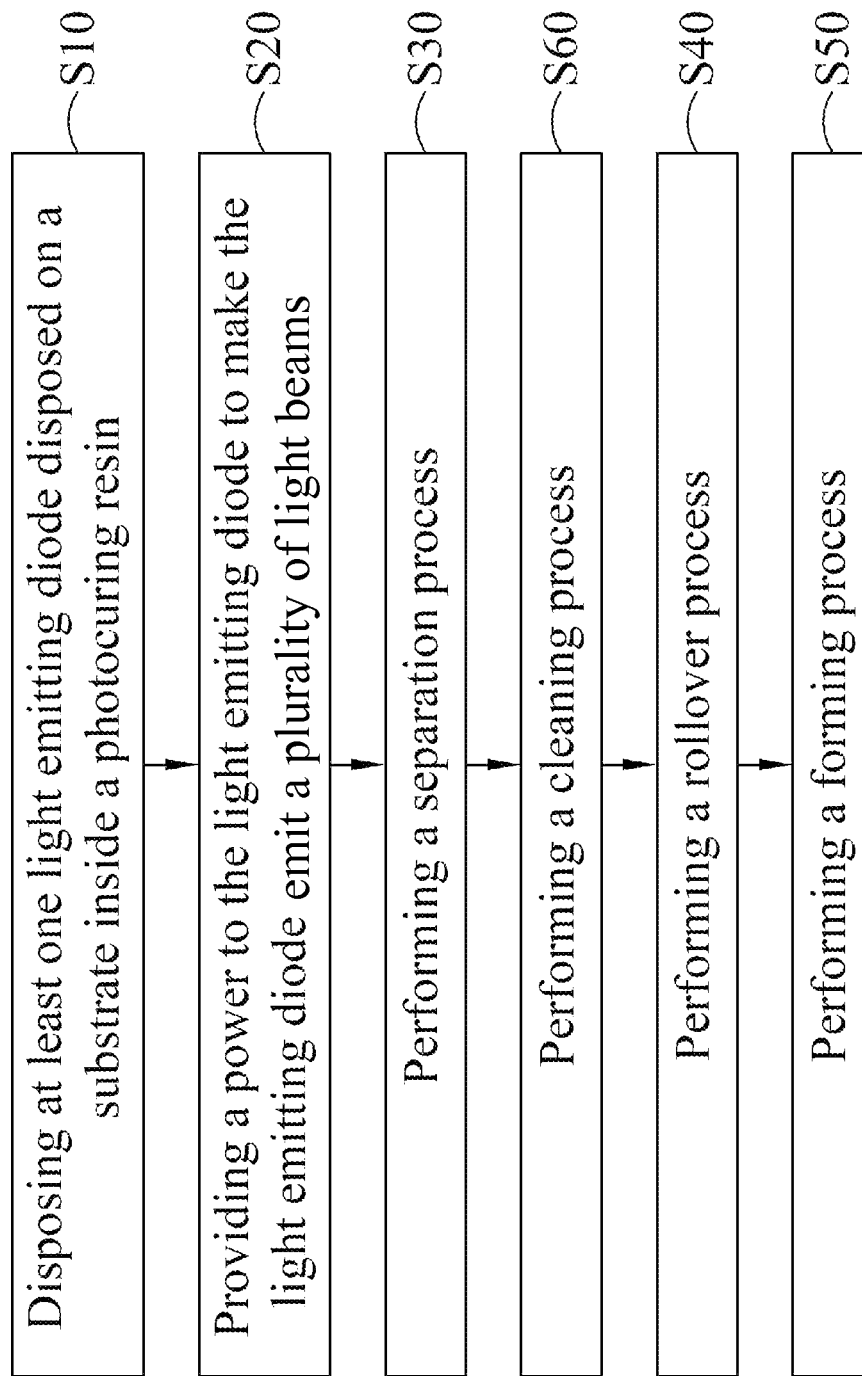 Disposing at least one light emitting diode disposed on a
substrate inside a photocuring resin
S10
Providing a power to the light emitting diode to make the
light emitting diode emit a plurality of light beams
S20
Performing a separation process
S30
Performing a cleaning process
S60
Performing a rollover process
S40
Performing a forming process
S50